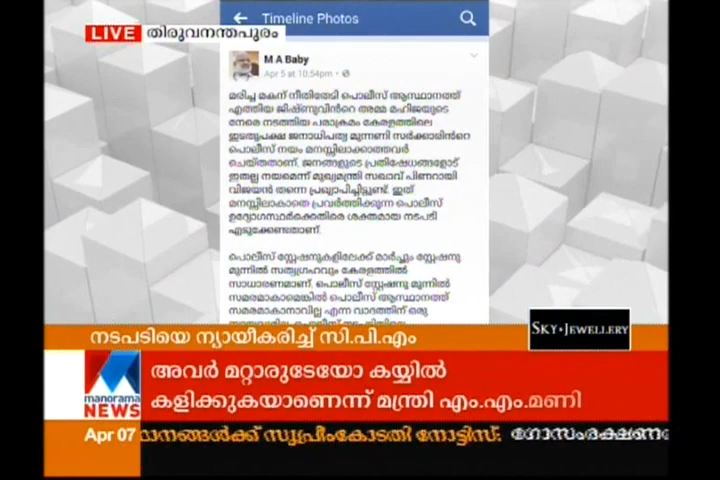 Timeline Photos
LIVE തിരുവനന്തപുരം
M A Baby
Apr 5 at 10:54pm
മരിച്ച മകന് നീതിതേടി പൊലീസ് ആസ്ഥാനത്ത്
എത്തിയ ജിഷ്ണുവിൻറെ അമ്മ മഹിജയുടെ
നേരെ നടത്തിയ പരാക്രമം കേരളത്തിലെ
ഇടതുപക്ഷ ജനാധിപത്യ മുന്നണി സർക്കാരിൻറെ
പൊലീസ് നയം മനസ്സിലാക്കാത്തവർ
ചെയ്തതാണ്. ജനങ്ങളുടെ പ്രതിഷേധങ്ങളോട്
ഇതല്ല നയമെന്ന് മുഖ്യമന്ത്രി സഖാവ് പിണറായി
വിജയൻ തന്നെ പ്രഖ്യാപിച്ചിട്ടുണ്ട്. ഇത്
മനസ്സിലാകാതെ പ്രവർത്തിക്കുന്ന പൊലീസ്
ഉദ്യോഗസ്ഥർക്കെതിരെ ശക്തമായ നടപടി
എടുക്കേണ്ടതാണ്.
പൊലീസ് സ്റ്റേഷനുകളിലേക്ക് മാർച്ചും സ്റ്റേഷനു
മുന്നിൽ സത്യഗ്രഹവും കേരളത്തിൽ
സാധാരണമാണ്. പൊലീസ് സ്റ്റേഷനു മുന്നിൽ
സമരമാകാമെങ്കിൽ പൊലീസ് ആസ്ഥാനത്ത്
സമരമാകാനാവില്ല എന്ന വാദത്തിന് ഒരു
നടപടിയെ ന്യായീകരിച്ച് സി.പി.എം
SKY JEWELLERY
അവർ മറ്റാരുടേയോ കയ്യിൽ
കളിക്കുകയാണെന്ന് മന്ത്രി എം.എം.മണി
manorama
NEWS
Apr 07 ഥാനങ്ങൾക്ക് സുപ്രീംകോടതി നോട്ടിസ്: ഗോസംരക്ഷണ